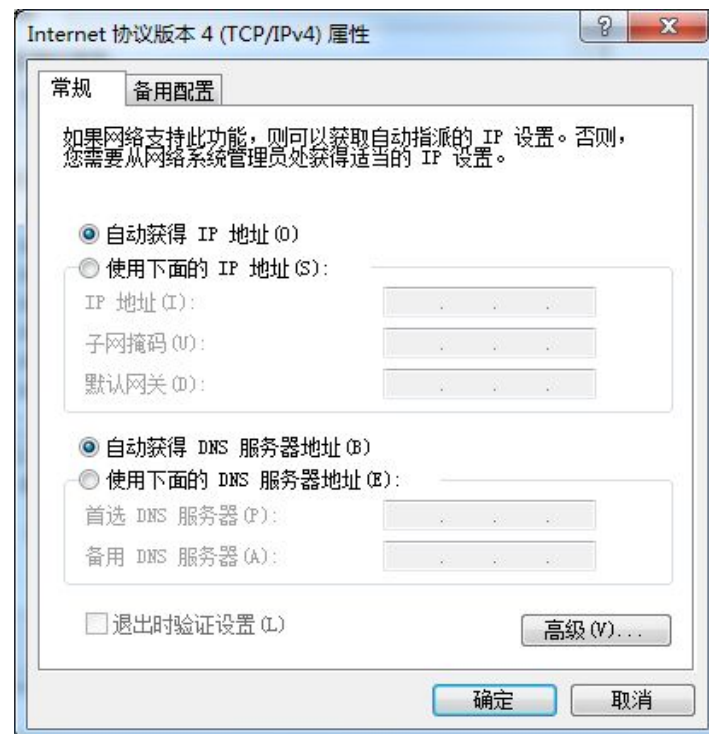 Internet 协议版本 4 (TCP/IPv4) 属性
常规
备用配置
如果网络支持此功能，则可以获取自动指派的 IP 设置。否则，
您需要从网络系统管理员处获得适当的 IP 设置。
自动获得 IP 地址(O)
使用下面的 IP 地址(S):
IP 地址(I):
子网掩码(U):
默认网关(D):
自动获得 DNS 服务器地址(B)
使用下面的 DNS 服务器地址(E):
首选 DNS 服务器(P):
备用 DNS 服务器(A):
退出时验证设置(L)
高级(V)...
确定
取消